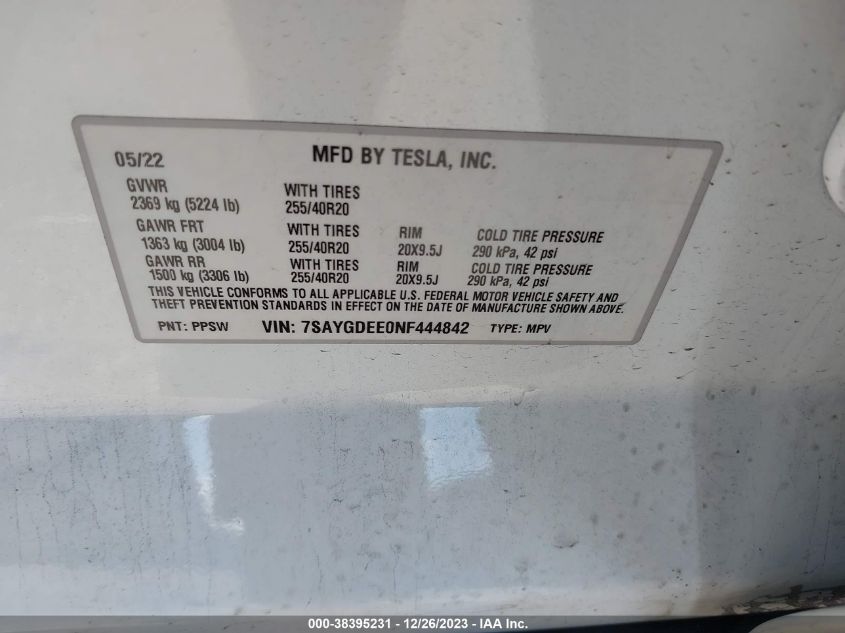 05/22 MFD BY TESLA, INC.
GVWR WITH TIRES
2369 kg (5224 lb) 255/40R20
GAWR FRT WITH TIRES RIM COLD TIRE PRESSURE
1363 kg (3004 lb) 255/40R20 20X9.5J 290 kPa, 42 psi
GAWR RR WITH TIRES RIM COLD TIRE PRESSURE
1500 kg (3306 lb) 255/40R20 20X9.5J 290 kPa, 42 psi
THIS VEHICLE CONFORMS TO ALL APPLICABLE U.S. FEDERAL MOTOR VEHICLE SAFETY AND
THEFT PREVENTION STANDARDS IN EFFECT ON THE DATE OF MANUFACTURE SHOWN ABOVE.
PNT: PPSW VIN: 7SAYGDEE0NF444842 TYPE: MPV
000-38395231 - 12/26/2023 - IAA Inc.